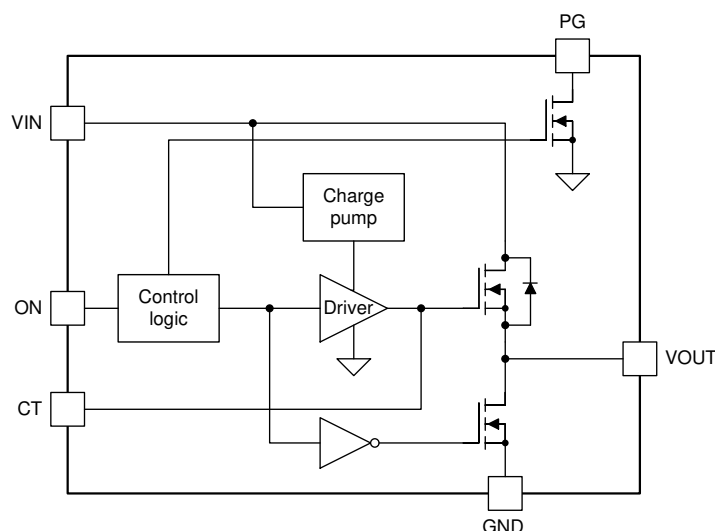 PG
VIN
Charge
pump
ON
Control
logic
Driver
VOUT
CT
GND